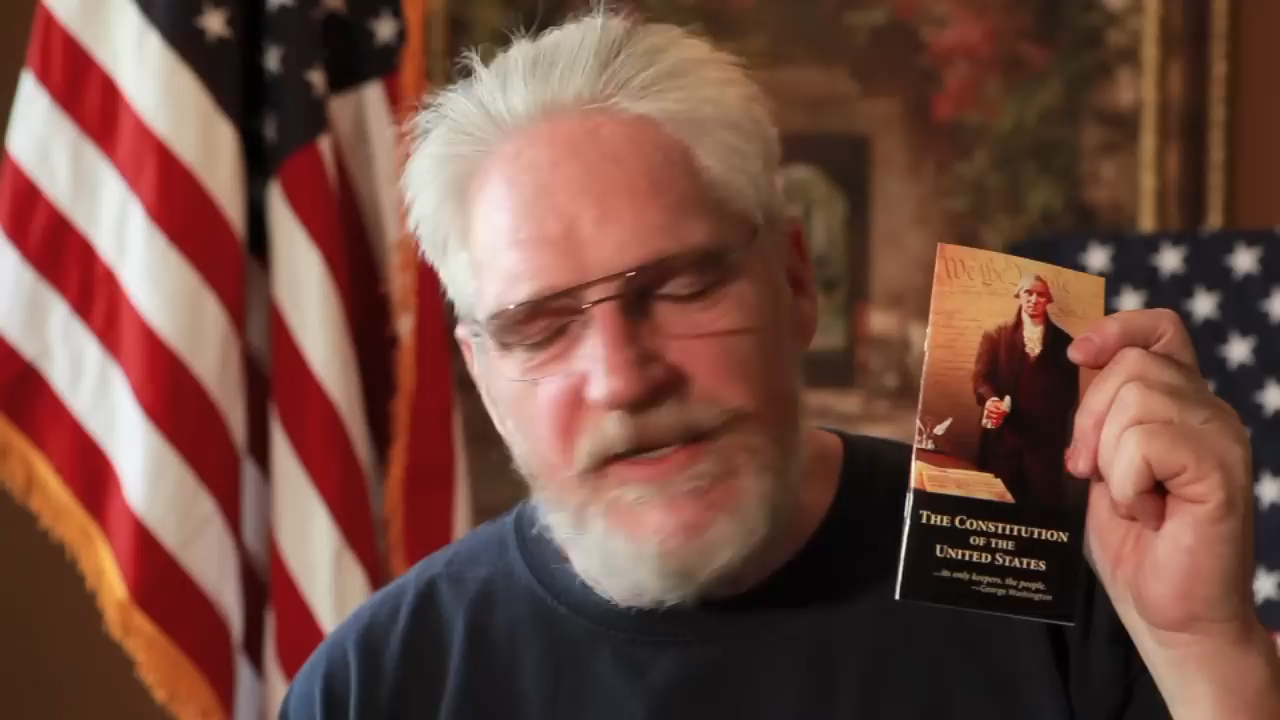 We the People
THE CONSTITUTION
OF THE
UNITED STATES
...its only keepers, the people.
—George Washington